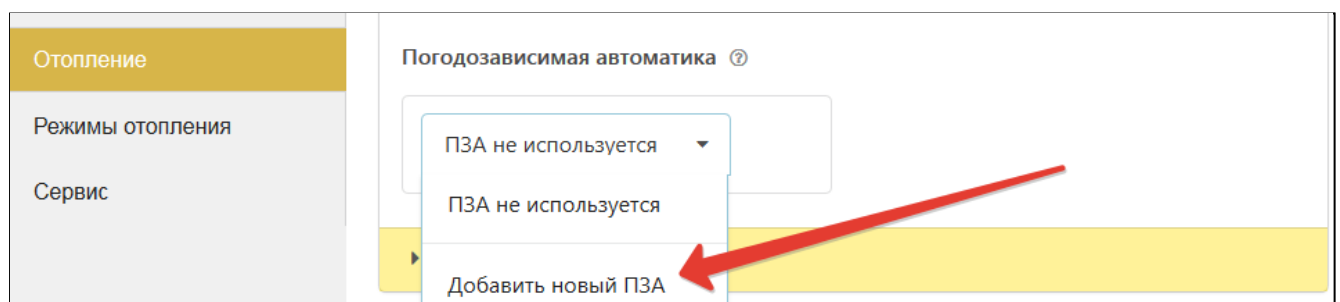 Отопление
Режимы отопления
Сервис
Погодозависимая автоматика ?
ПЗА не используется
ПЗА не используется
Добавить новый ПЗА